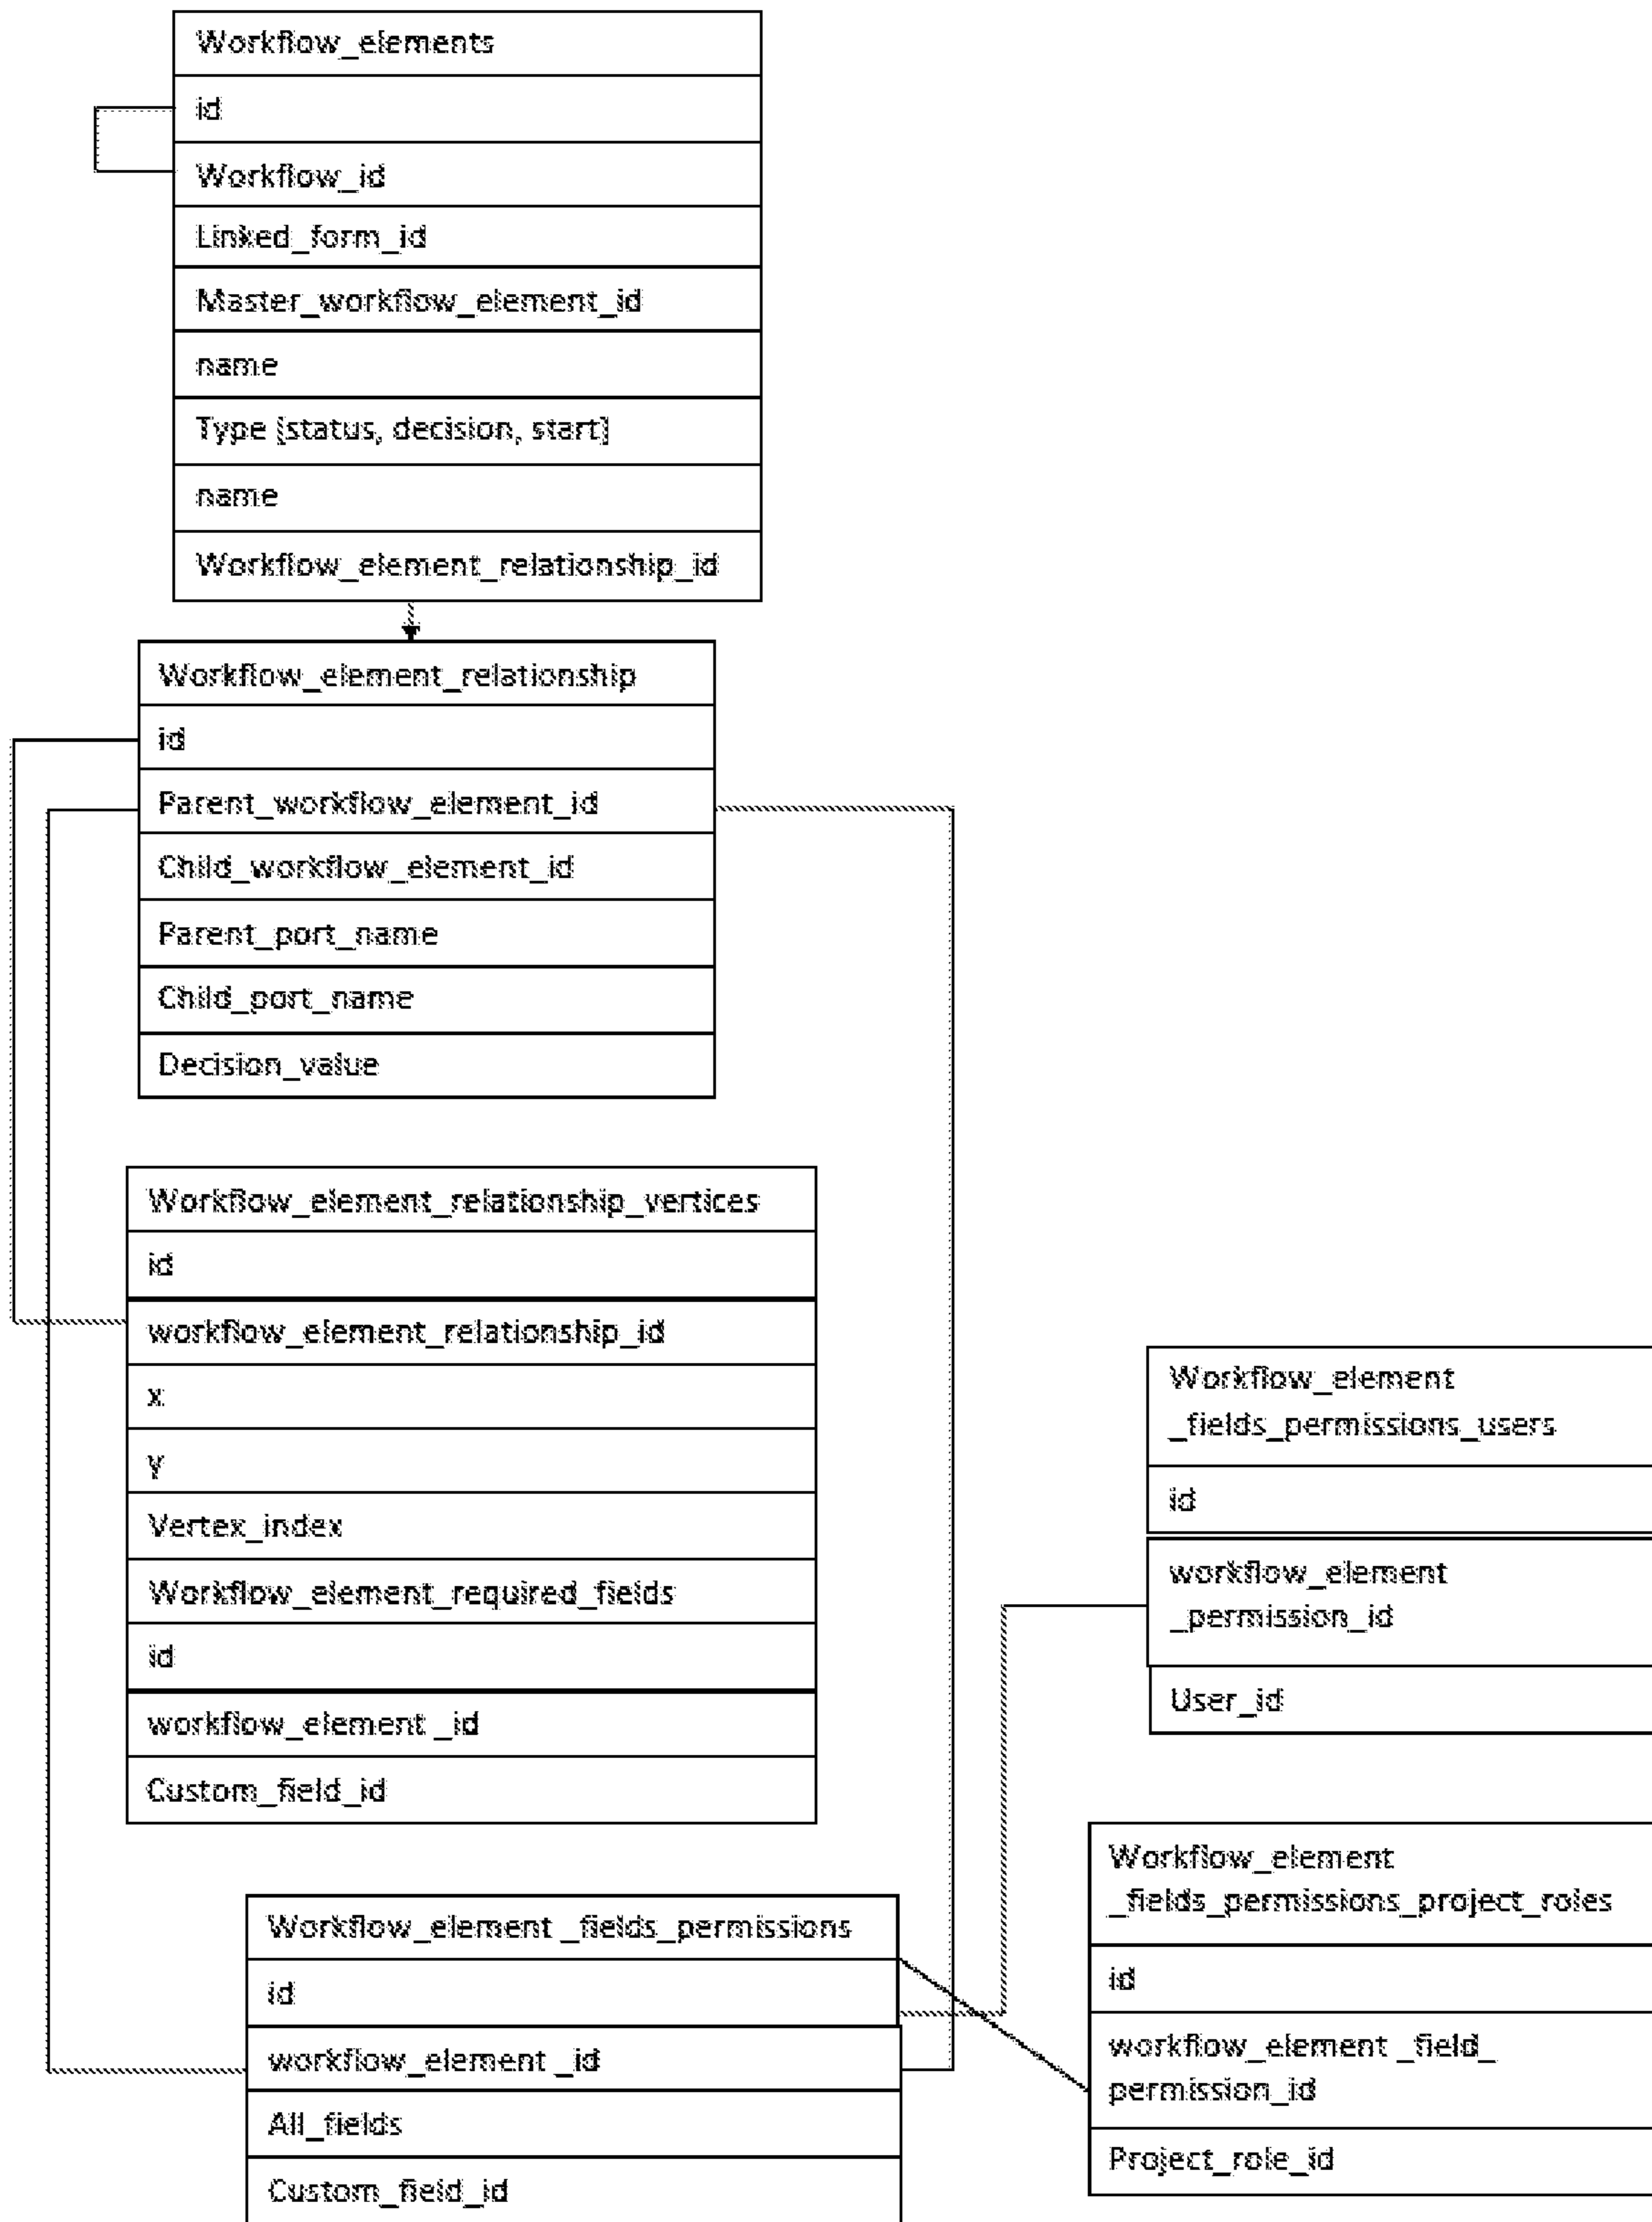 Workflow_elements
id
Workflow_id
Linked_form_id
Master_workflow_element_id
name
Type [status, decision, start]
name
Workflow_element_relationship_id
Workflow_element_relationship
id
Parent_workflow_element_id
Child_workflow_element_id
Parent_port_name
Child_port_name
Decision_value
Workflow_element_relationship_vertices
id
workflow_element_relationship_id
x
y
Vertex_index
Workflow_element_required_fields
id
workflow_element _id
Custom_field_id
Workflow_element _fields_permissions
id
workflow_element _id
All_fields
Custom_field_id
Workflow_element
_fields_permissions_users
id
workflow_element
_permission_id
User_id
Workflow_element
_fields_permissions_project_roles
id
workflow_element _field_
permission_id
Project_role_id